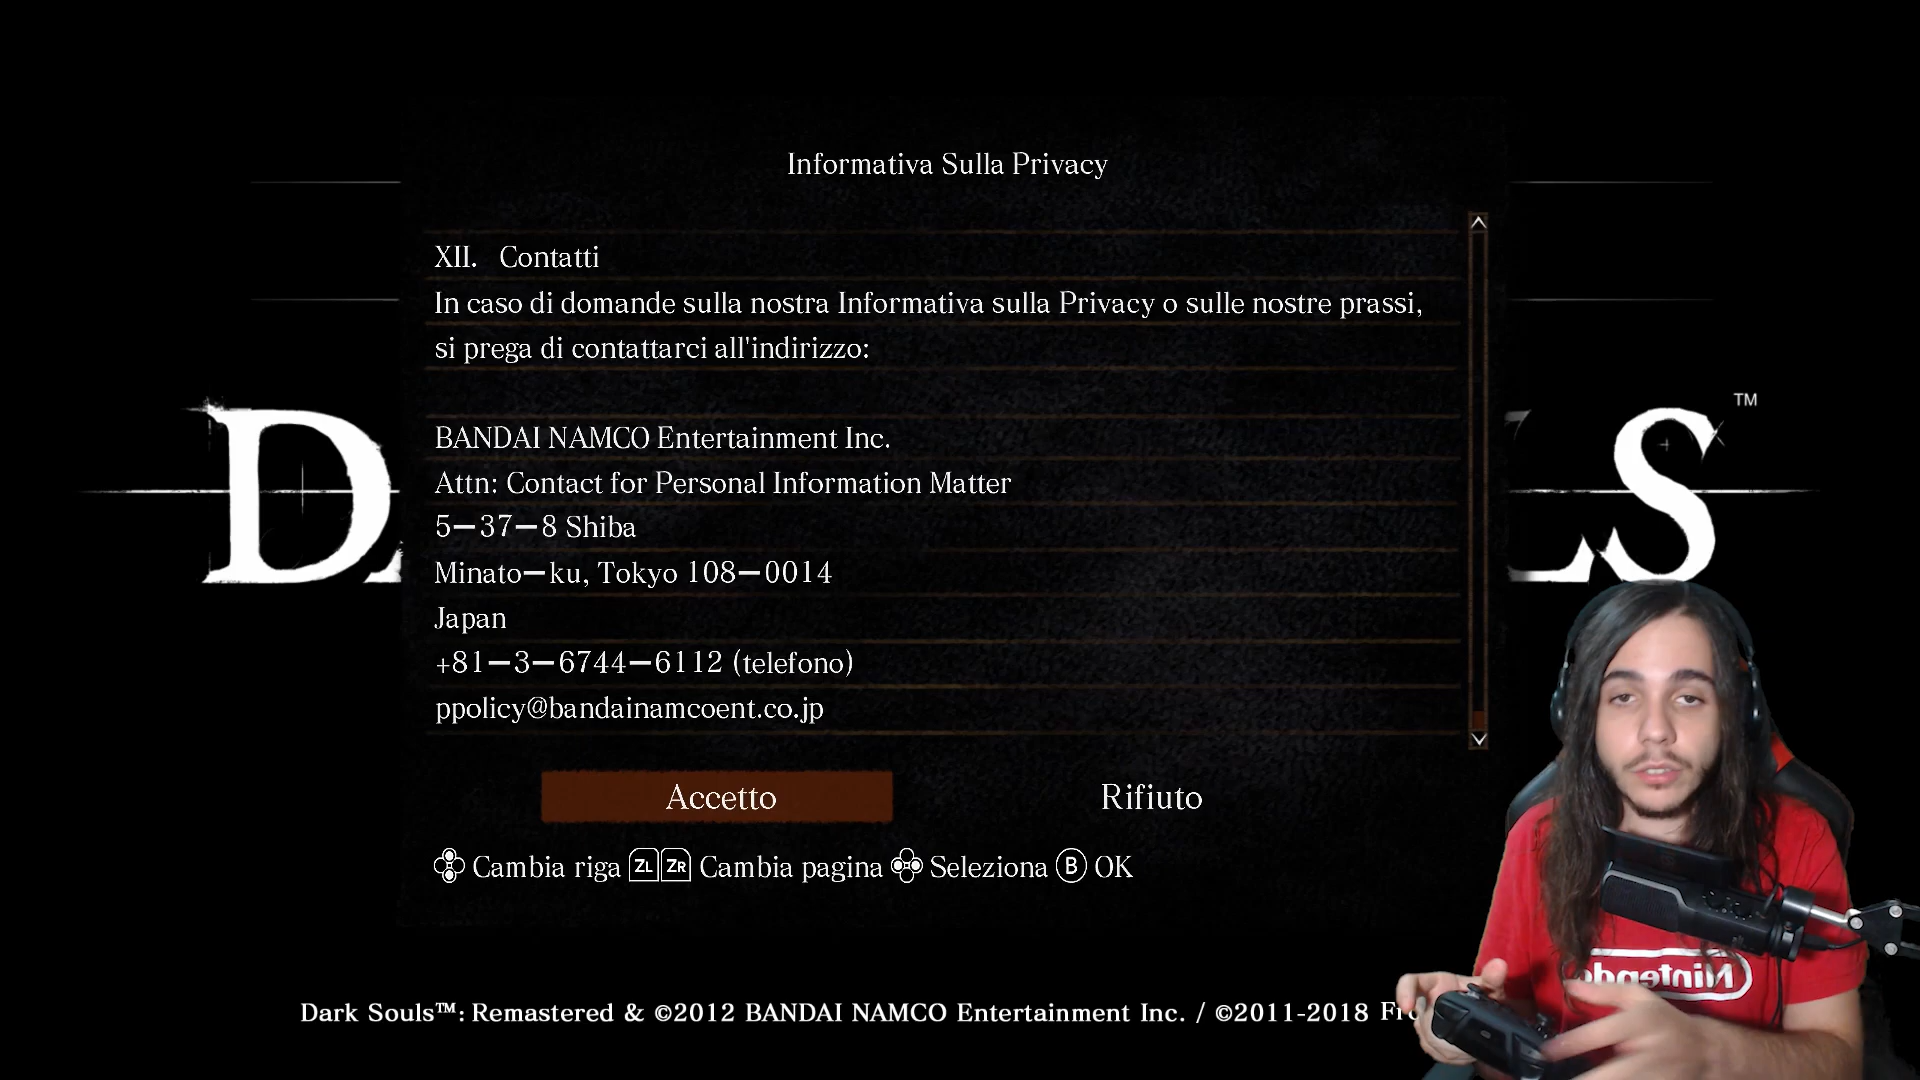 Informativa Sulla Privacy
XII. Contatti
In caso di domande sulla nostra Informativa sulla Privacy o sulle nostre prassi,
si prega di contattarci all'indirizzo:
BANDAI NAMCO Entertainment Inc.
Attn: Contact for Personal Information Matter
5−37−8 Shiba
Minato−ku, Tokyo 108−0014
Japan
+81−3−6744−6112 (telefono)
ppolicy@bandainamcoent.co.jp
TM
Accetto Rifiuto
Cambia riga ZL ZR Cambia pagina Seleziona B OK
Nintendo
Dark Souls™: Remastered & ©2012 BANDAI NAMCO Entertainment Inc. / ©2011-2018